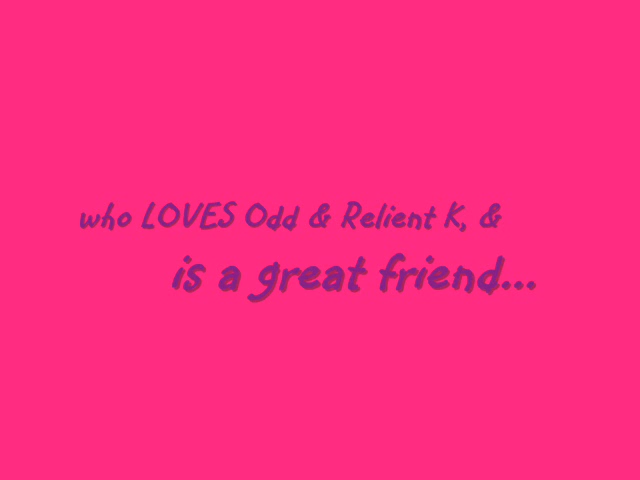 who LOVES Odd & Relient K, &
is a great friend...